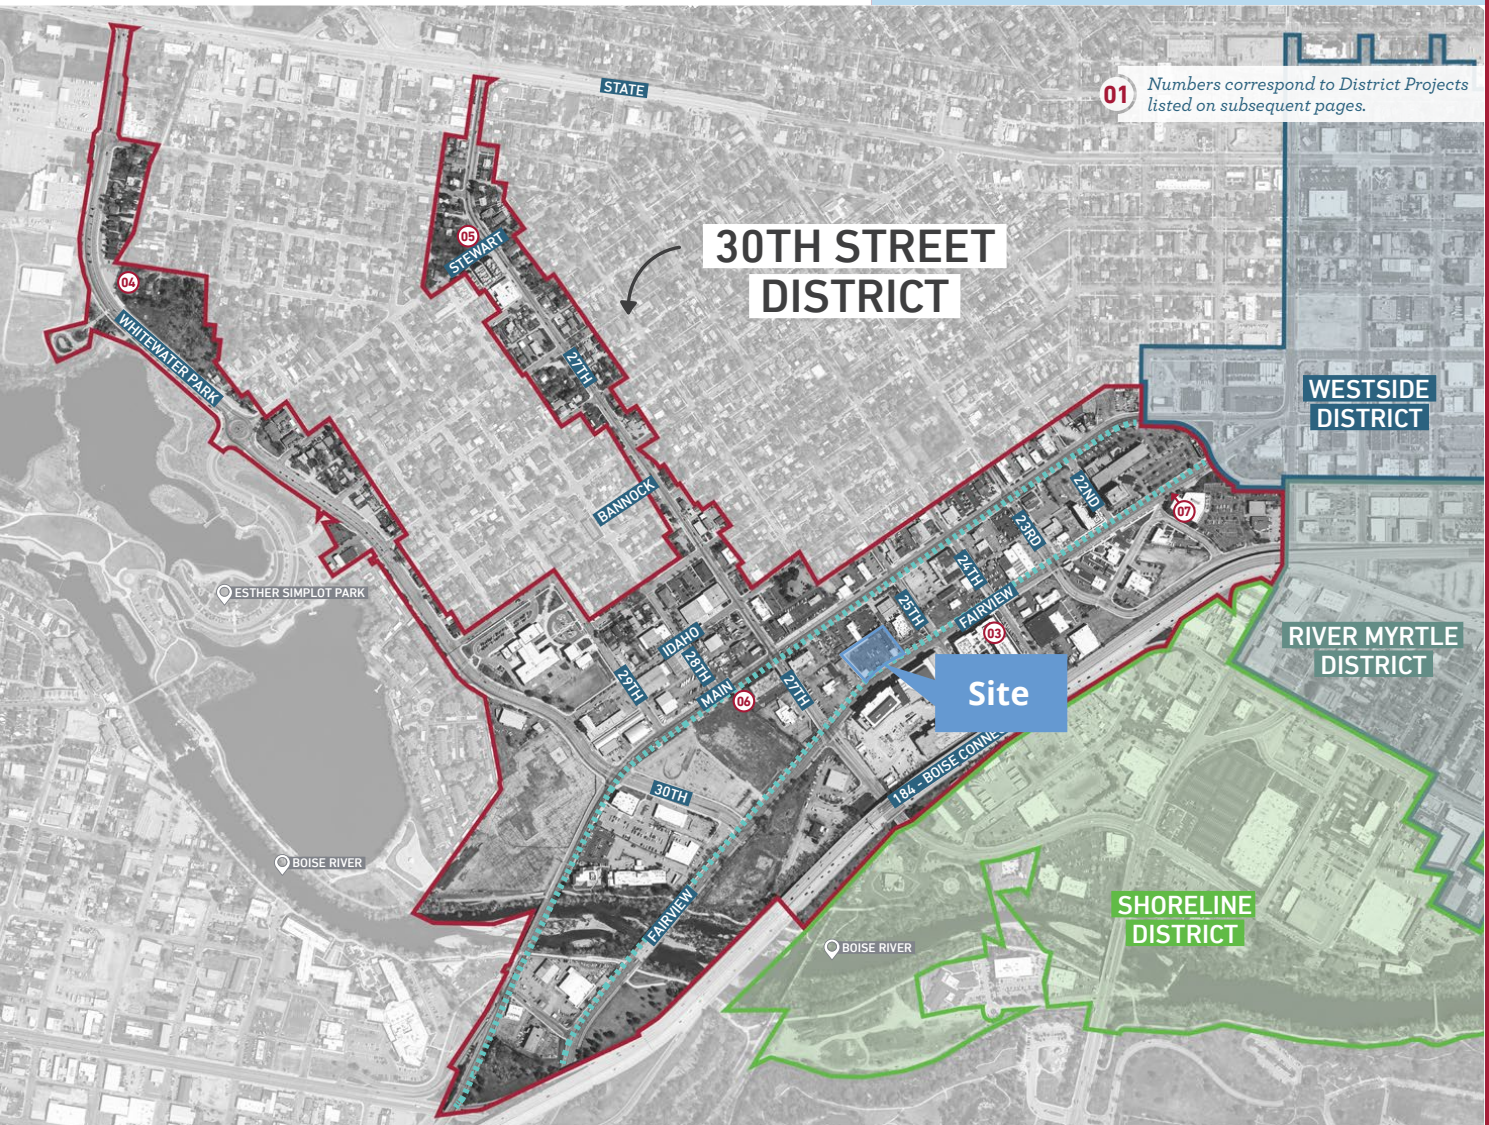 STATE
01
Numbers correspond to District Projects
listed on subsequent pages.
05
STEWART
30TH STREET
DISTRICT
04
WHITEWATER PARK
27TH
WESTSIDE
DISTRICT
BANNOCK
22ND
07
23RD
24TH
ESTHER SIMPLOT PARK
25TH
FAIRVIEW
03
IDAHO
28TH
29TH
MAIN
06
27TH
Site
RIVER MYRTLE
DISTRICT
184 - BOISE CONNEC
30TH
BOISE RIVER
FAIRVIEW
SHORELINE
DISTRICT
BOISE RIVER